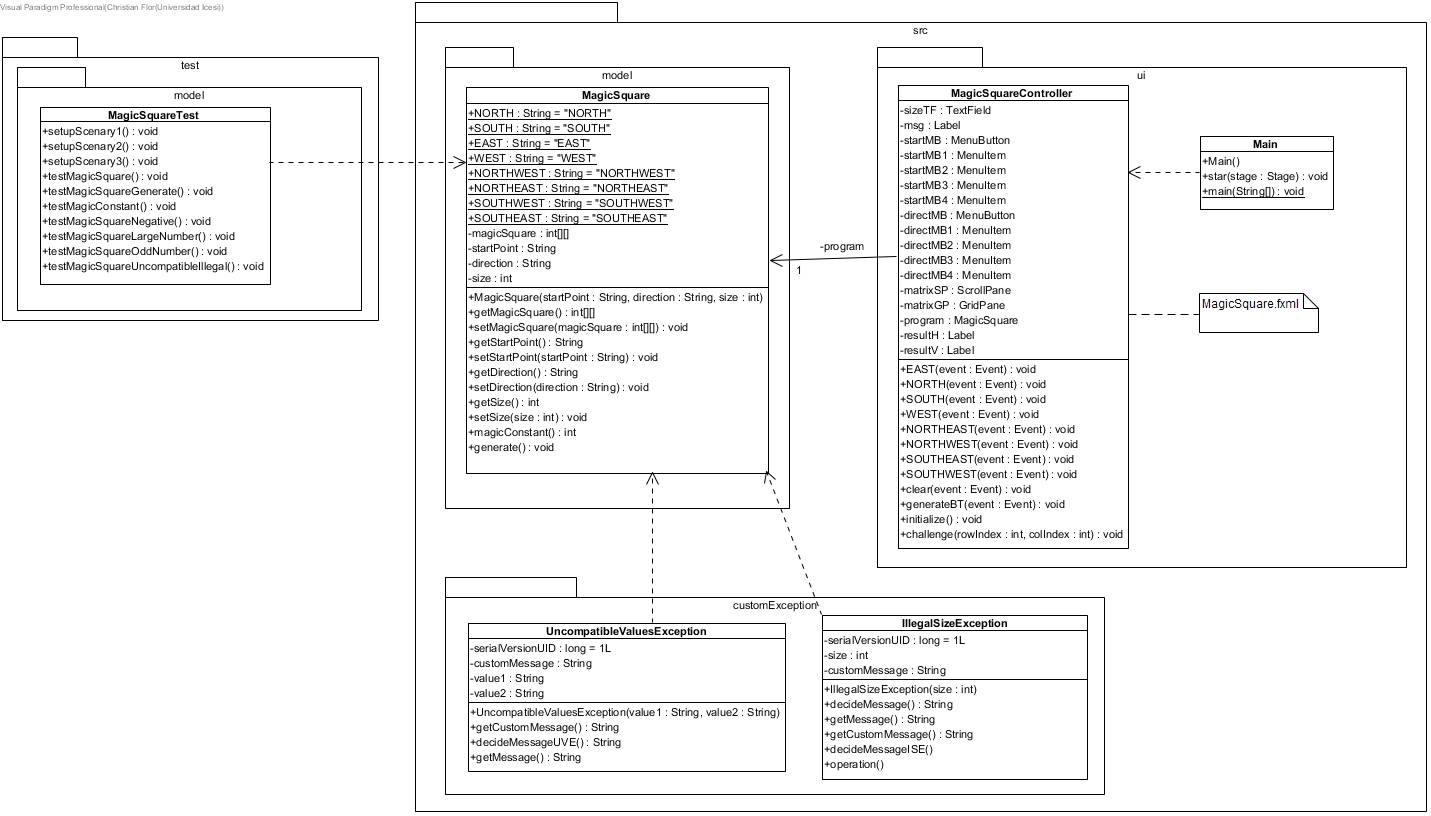 Visual Paradigm Professional(Christian Flor(Universidad Icesi))
test
model
MagicSquareTest
+setupScenary1() : void
+setupScenary2() : void
+setupScenary3() : void
+testMagicSquare() : void
+testMagicSquareGenerate() : void
+testMagicConstant() : void
+testMagicSquareNegative() : void
+testMagicSquareLargeNumber() : void
+testMagicSquareOddNumber() : void
+testMagicSquareUncompatibleIllegal() : void
src
model
MagicSquare
+NORTH : String = "NORTH"
+SOUTH : String = "SOUTH"
+EAST : String = "EAST"
+WEST : String = "WEST"
+NORTHWEST : String = "NORTHWEST"
+NORTHEAST : String = "NORTHEAST"
+SOUTHWEST : String = "SOUTHWEST"
+SOUTHEAST : String = "SOUTHEAST"
-magicSquare : int[][]
-startPoint : String
-direction : String
-size : int
+MagicSquare(startPoint : String, direction : String, size : int)
+getMagicSquare() : int[][]
+setMagicSquare(magicSquare : int[][]) : void
+getStartPoint() : String
+setStartPoint(startPoint : String) : void
+getDirection() : String
+setDirection(direction : String) : void
+getSize() : int
+setSize(size : int) : void
+magicConstant() : int
+generate() : void
-program
1
ui
MagicSquareController
-sizeTF : TextField
-msg : Label
-startMB : MenuButton
-startMB1 : MenuItem
-startMB2 : MenuItem
-startMB3 : MenuItem
-startMB4 : MenuItem
-directMB : MenuButton
-directMB1 : MenuItem
-directMB2 : MenuItem
-directMB3 : MenuItem
-directMB4 : MenuItem
-matrixSP : ScrollPane
-matrixGP : GridPane
-program : MagicSquare
-resultH : Label
-resultV : Label
+EAST(event : Event) : void
+NORTH(event : Event) : void
+SOUTH(event : Event) : void
+WEST(event : Event) : void
+NORTHEAST(event : Event) : void
+NORTHWEST(event : Event) : void
+SOUTHEAST(event : Event) : void
+SOUTHWEST(event : Event) : void
+clear(event : Event) : void
+generateBT(event : Event) : void
+initialize() : void
+challenge(rowIndex : int, colIndex : int) : void
Main
+Main()
+star(stage : Stage) : void
+main(String[]) : void
MagicSquare.fxml
customException
UncompatibleValuesException
-serialVersionUID : long = 1L
-customMessage : String
-value1 : String
-value2 : String
+UncompatibleValuesException(value1 : String, value2 : String)
+getCustomMessage() : String
+decideMessageUVE() : String
+getMessage() : String
IllegalSizeException
-serialVersionUID : long = 1L
-size : int
-customMessage : String
+IllegalSizeException(size : int)
+decideMessage() : String
+getMessage() : String
+getCustomMessage() : String
+decideMessageISE()
+operation()